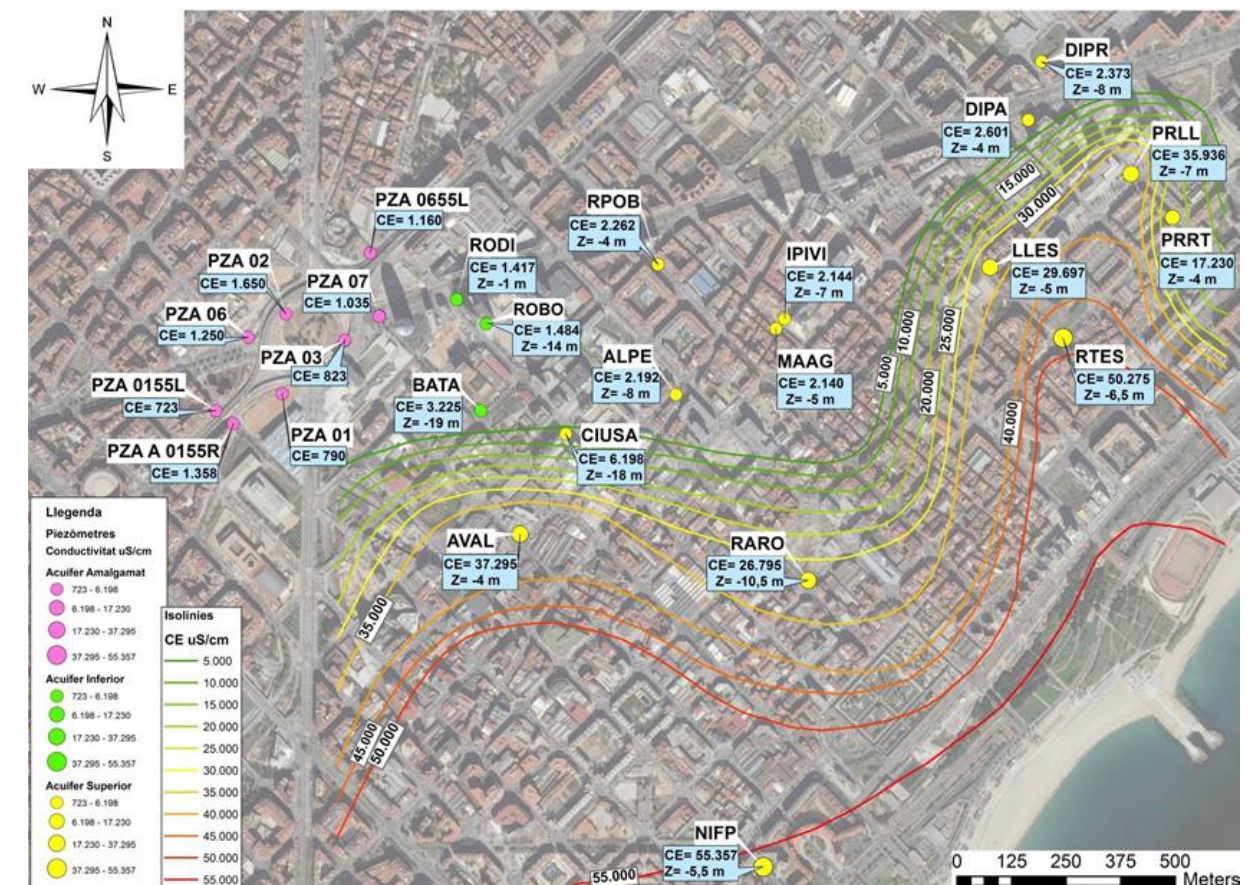 N
W
E
S
DIPR
CE= 2.373
Z= -8 m
DIPA
CE= 2.601
Z= -4 m
PRLL
CE= 35.936
Z= -7 m
PRRT
CE= 17.230
Z= -4 m
LLES
CE= 29.697
Z= -5 m
RTES
CE= 50.275
Z= -6,5 m
PZA 0655L
CE= 1.160
RPOB
CE= 2.262
Z= -4 m
RODI
CE= 1.417
Z= -1 m
IPIVI
CE= 2.144
Z= -7 m
PZA 02
CE= 1.650
PZA 07
CE= 1.035
PZA 06
CE= 1.250
ROBO
CE= 1.484
Z= -14 m
PZA 03
CE= 823
ALPE
CE= 2.192
Z= -8 m
MAAG
CE= 2.140
Z= -5 m
PZA 0155L
CE= 723
BATA
CE= 3.225
Z= -19 m
PZA A 0155R
CE= 1.358
PZA 01
CE= 790
CIUSA
CE= 6.198
Z= -18 m
AVAL
CE= 37.295
Z= -4 m
RARO
CE= 26.795
Z= -10,5 m
NIFP
CE= 55.357
Z= -5,5 m
15.000
30.000
10.000
25.000
5.000
20.000
40.000
35.000
45.000
50.000
55.000
Llegenda
Piezòmetres
Conductivitat uS/cm
Acuífer Amalgamat
723 - 6.198
6.198 - 17.230
17.230 - 37.295
37.295 - 55.357
Acuífer Inferior
723 - 6.198
6.198 - 17.230
17.230 - 37.295
37.295 - 55.357
Acuífer Superior
723 - 6.198
6.198 - 17.230
17.230 - 37.295
37.295 - 55.357
Isolinies
CE uS/cm
5.000
10.000
15.000
20.000
25.000
30.000
35.000
40.000
45.000
50.000
55.000
0 125 250 375 500
Meters